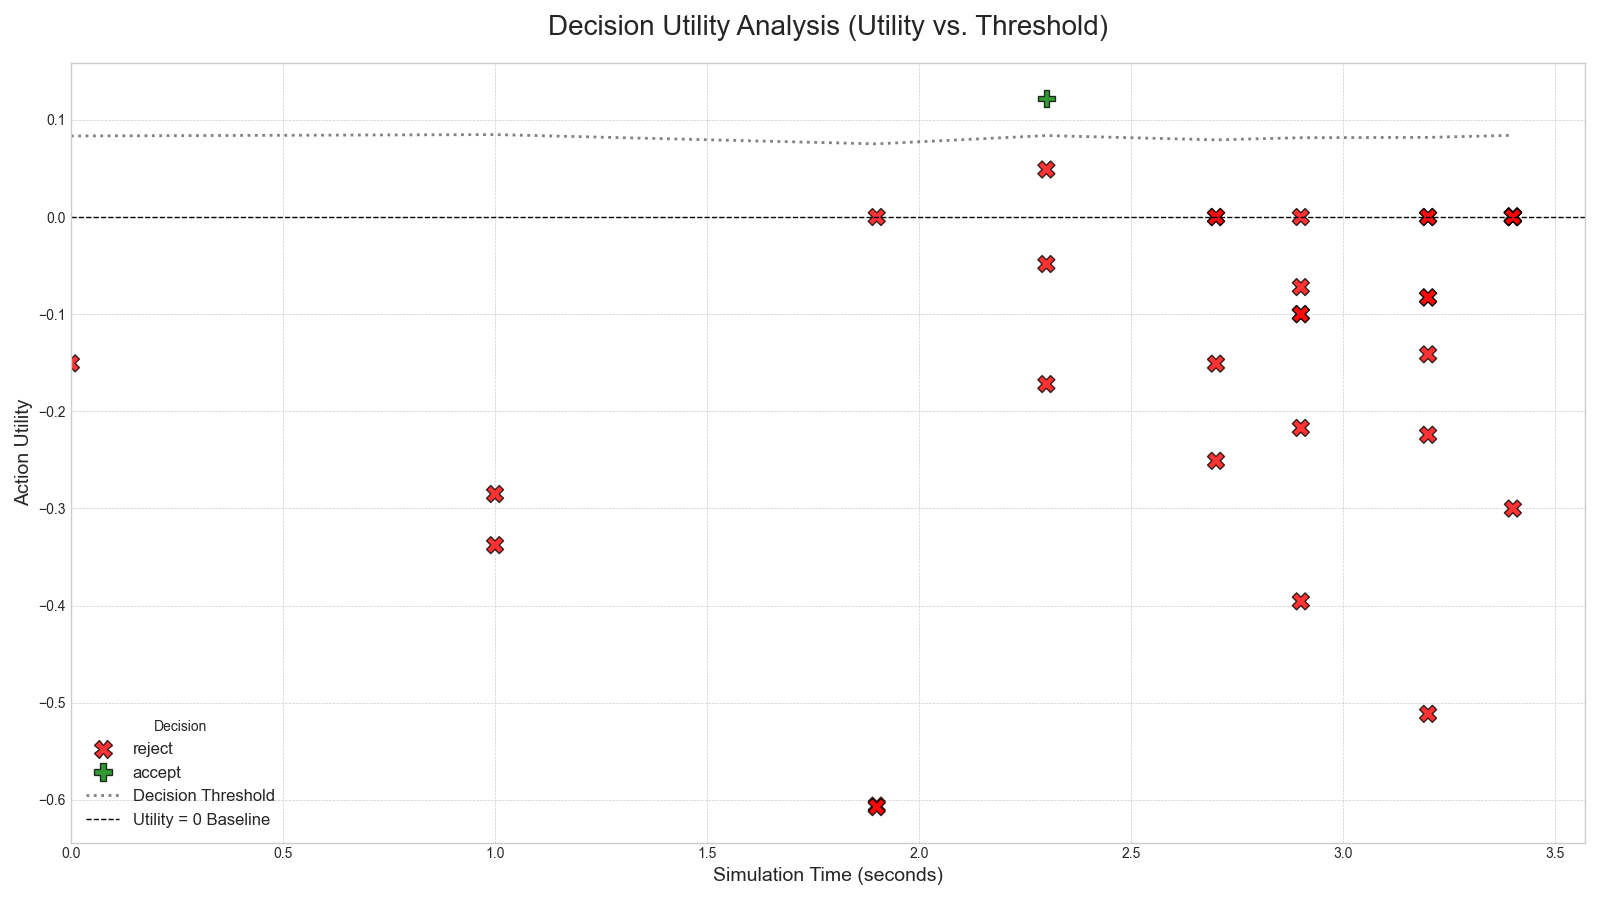 Decision Utility Analysis (Utility vs. Threshold)
Action Utility
0.1
0.0
−0.1
−0.2
−0.3
−0.4
−0.5
−0.6
Decision
reject
accept
Decision Threshold
Utility = 0 Baseline
0.0 0.5 1.0 1.5 2.0 2.5 3.0 3.5
Simulation Time (seconds)